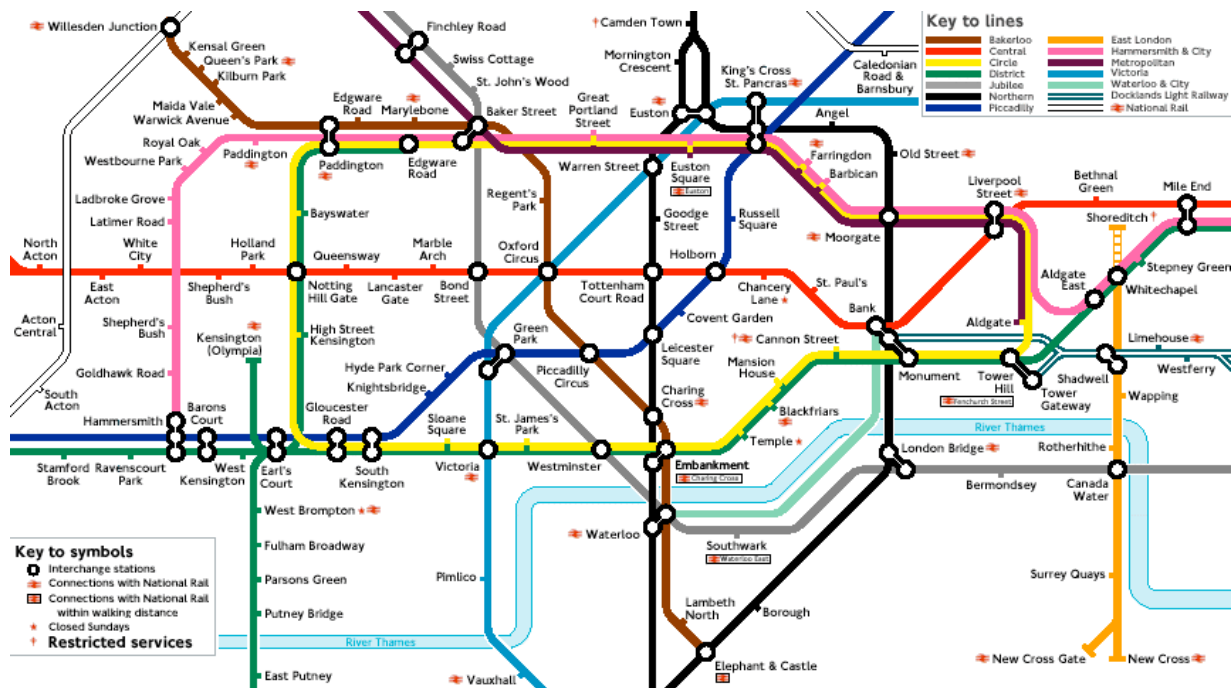 Willesden Junction
Kensal Green
Queen's Park
Kilburn Park
Maida Vale
Warwick Avenue
Royal Oak
Westbourne Park
Ladbroke Grove
Latimer Road
Paddington
Edgware
Road
Marylebone
Paddington
Edgware
Road
Finchley Road
Swiss Cottage
St. John's Wood
Baker Street
Great
Portland
Street
Camden Town
Mornington
Crescent
Euston
King's Cross
St. Pancras
Caledonian
Road &
Barnsbury
Key to lines
Bakerloo
Central
Circle
District
Jubilee
Northern
Piccadilly
East London
Hammersmith & City
Metropolitan
Victoria
Waterloo & City
Docklands Light Railway
National Rail
Angel
Old Street
Farringdon
Barbican
Moorgate
Liverpool
Street
Bethnal
Green
Mile End
Shoreditch
Stepney Green
Whitechapel
Aldgate
East
Aldgate
Warren Street
Euston
Square
Euston
Regent's
Park
Goodge
Street
Russell
Square
Bayswater
North
Acton
White
City
Holland
Park
Queensway
Marble
Arch
Oxford
Circus
Holborn
East
Acton
Shepherd's
Bush
Notting
Hill Gate
Lancaster
Gate
Bond
Street
Tottenham
Court Road
Chancery
Lane
St. Paul's
Bank
Acton
Central
South
Acton
Shepherd's
Bush
Goldhawk Road
Kensington
(Olympia)
High Street
Kensington
Green
Park
Hyde Park Corner
Knightsbridge
Piccadilly
Circus
Covent Garden
Leicester
Square
Charing
Cross
Cannon Street
Mansion
House
Blackfriars
Temple
Monument
Tower
Hill
Fenchurch Street
Tower
Gateway
Shadwell
Limehouse
Westferry
Wapping
Rotherhithe
River Thames
Hammersmith
Barons
Court
Gloucester
Road
Sloane
Square
St. James's
Park
Stamford
Brook
Ravenscourt
Park
West
Kensington
Earl's
Court
South
Kensington
Victoria
Westminster
Embankment
Charing Cross
London Bridge
Bermondsey
Canada
Water
West Brompton
Fulham Broadway
Parsons Green
Putney Bridge
East Putney
Waterloo
Southwark
Waterloo East
Pimlico
Lambeth
North
Borough
Elephant & Castle
Vauxhall
Surrey Quays
New Cross Gate
New Cross
River Thames
Key to symbols
Interchange stations
Connections with National Rail
Connections with National Rail
within walking distance
Closed Sundays
Restricted services